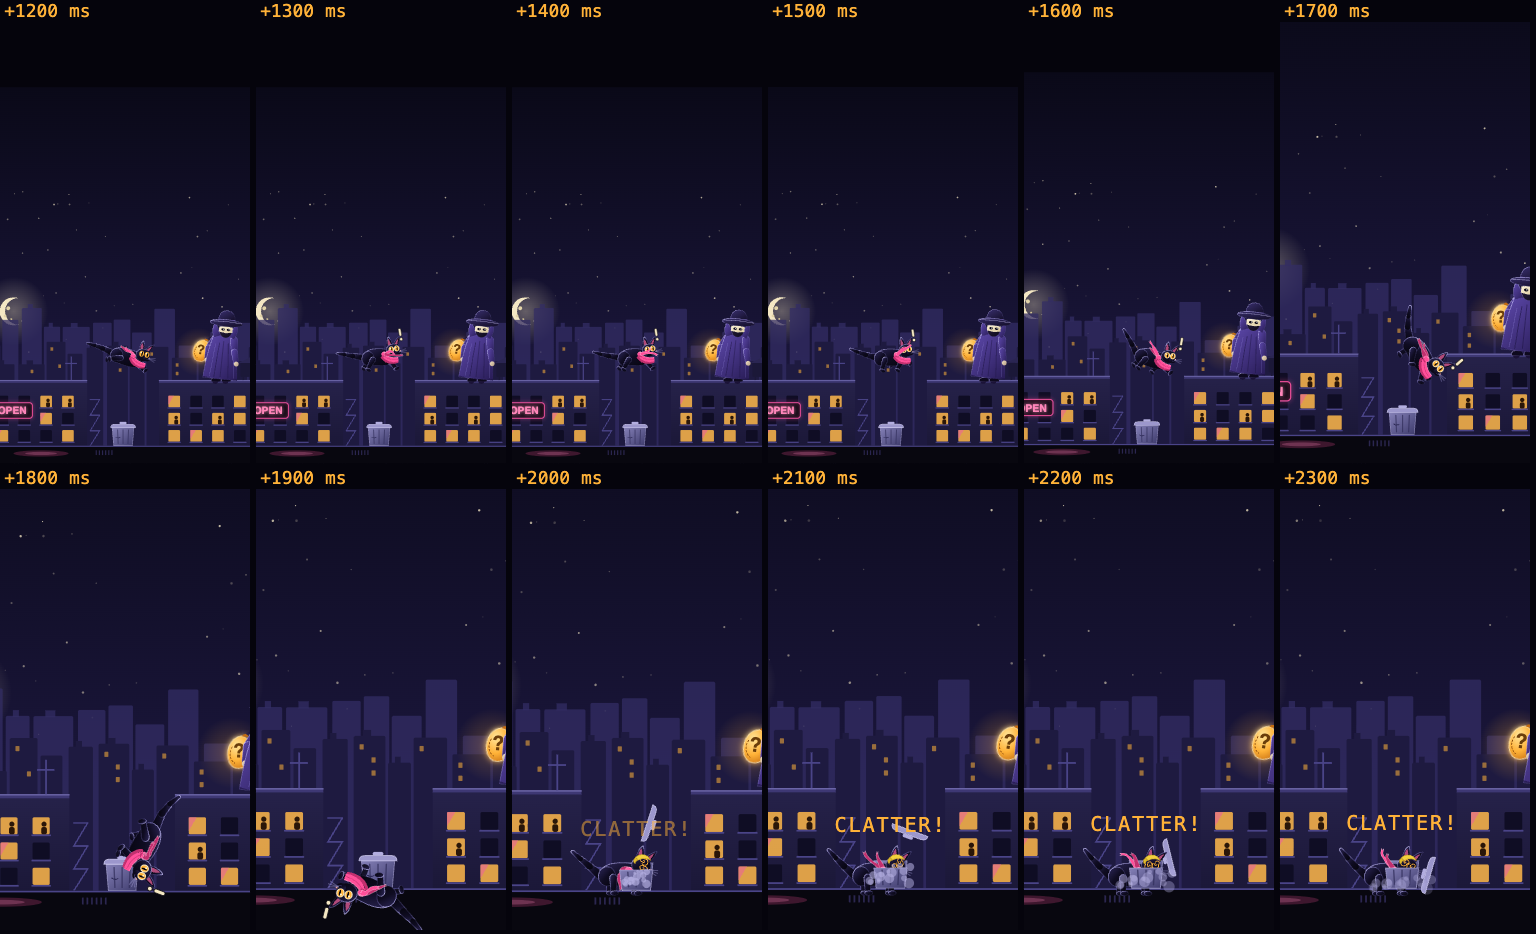 +1200 ms
+1300 ms
+1400 ms
+1500 ms
+1600 ms
+1700 ms
?
?
?
?
?
?
OPEN
OPEN
OPEN
OPEN
OPEN
N
+1800 ms
+1900 ms
+2000 ms
+2100 ms
+2200 ms
+2300 ms
?
?
?
?
?
?
CLATTER!
CLATTER!
CLATTER!
CLATTER!